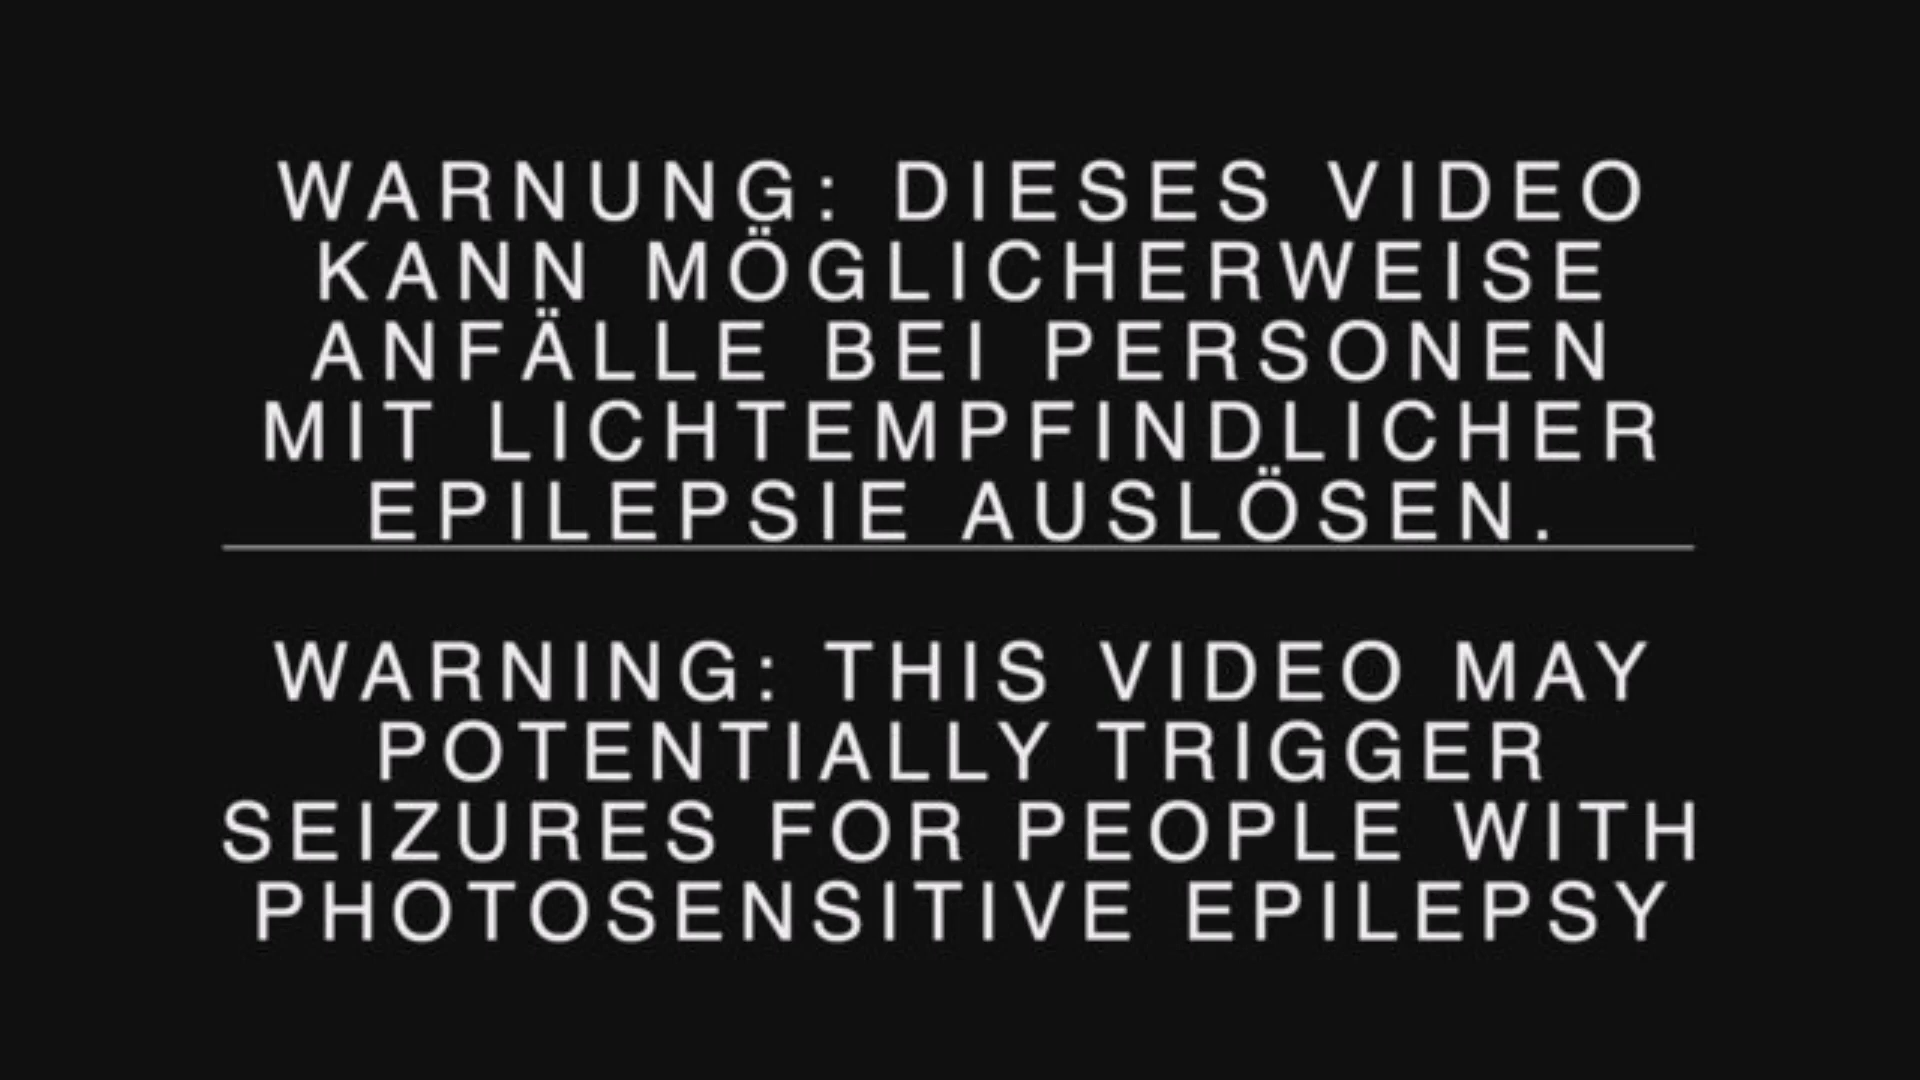 WARNUNG: DIESES VIDEO
KANN MÖGLICHERWEISE
ANFÄLLE BEI PERSONEN
MIT LICHTEMPFINDLICHER
EPILEPSIE AUSLÖSEN.
WARNING: THIS VIDEO MAY
POTENTIALLY TRIGGER
SEIZURES FOR PEOPLE WITH
PHOTOSENSITIVE EPILEPSY